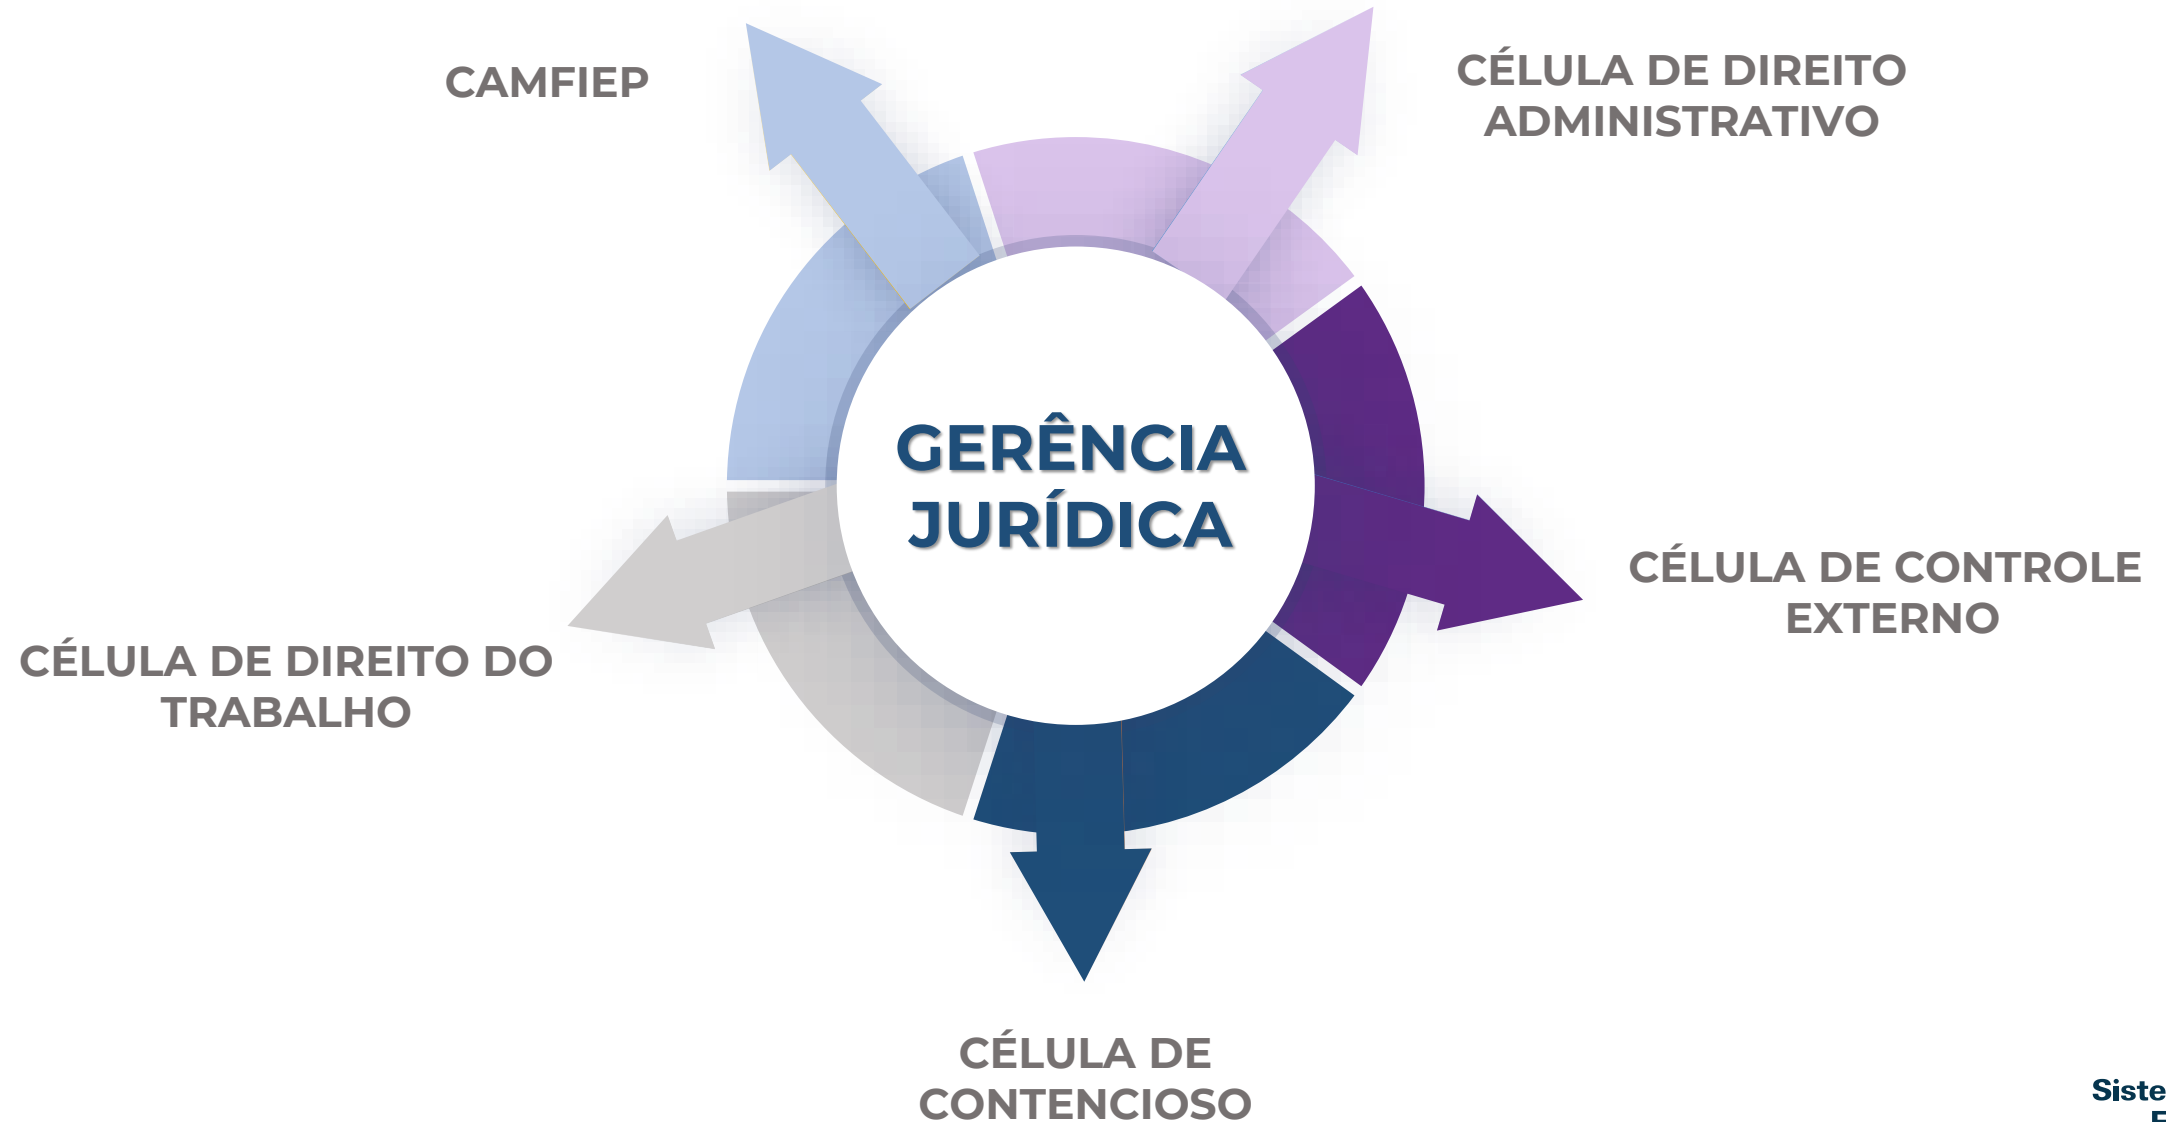 CAMFIEP
CÉLULA DE DIREITO
ADMINISTRATIVO
GERÊNCIA
JURÍDICA
CÉLULA DE CONTROLE
EXTERNO
CÉLULA DE DIREITO DO
TRABALHO
CÉLULA DE
CONTENCIOSO
Siste